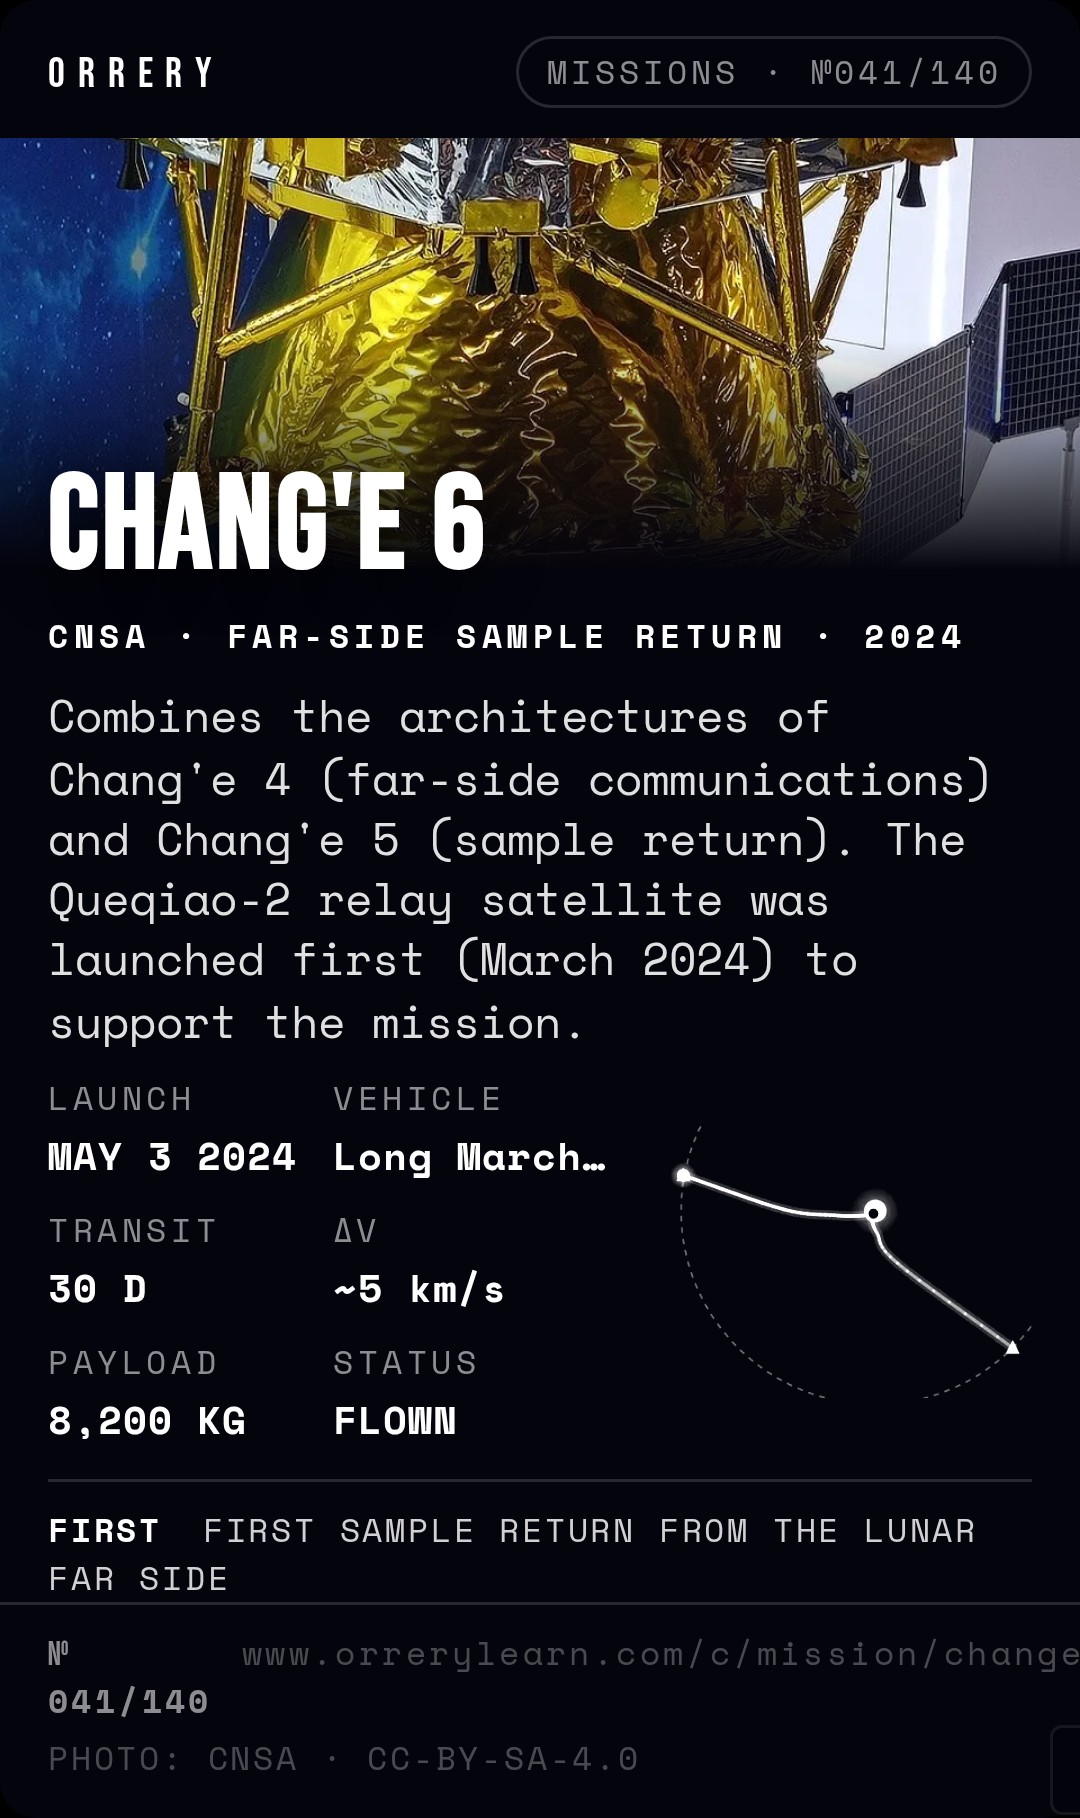 ORRERY
MISSIONS · №041/140
CHANG'E 6
CNSA · FAR-SIDE SAMPLE RETURN · 2024
Combines the architectures of
Chang'e 4 (far-side communications)
and Chang'e 5 (sample return). The
Queqiao-2 relay satellite was
launched first (March 2024) to
support the mission.
LAUNCH VEHICLE
MAY 3 2024 Long March…
TRANSIT ΔV
30 D ~5 km/s
PAYLOAD STATUS
8,200 KG FLOWN
FIRST FIRST SAMPLE RETURN FROM THE LUNAR
FAR SIDE
№ www.orrerylearn.com/c/mission/change
041/140
PHOTO: CNSA · CC-BY-SA-4.0